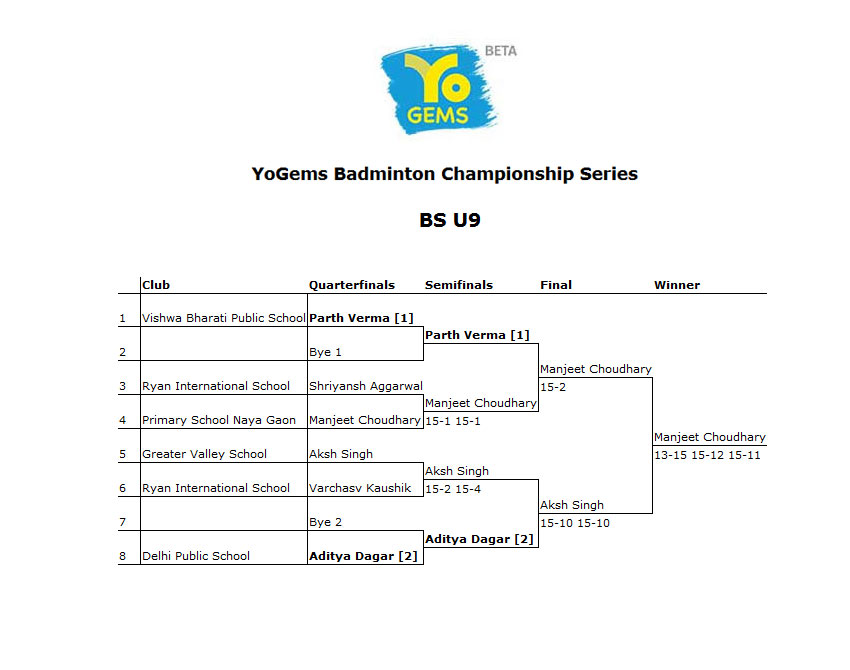 BETA
Yo
GEMS
YoGems Badminton Championship Series
BS U9
Club Quarterfinals Semifinals Final Winner
1 Vishwa Bharati Public School Parth Verma [1]
Parth Verma [1]
2 Bye 1
Manjeet Choudhary
3 Ryan International School Shriyansh Aggarwal 15-2
Manjeet Choudhary
4 Primary School Naya Gaon Manjeet Choudhary 15-1 15-1
Manjeet Choudhary
5 Greater Valley School Aksh Singh 13-15 15-12 15-11
Aksh Singh
6 Ryan International School Varchasv Kaushik 15-2 15-4
Aksh Singh
7 Bye 2 15-10 15-10
Aditya Dagar [2]
8 Delhi Public School Aditya Dagar [2]